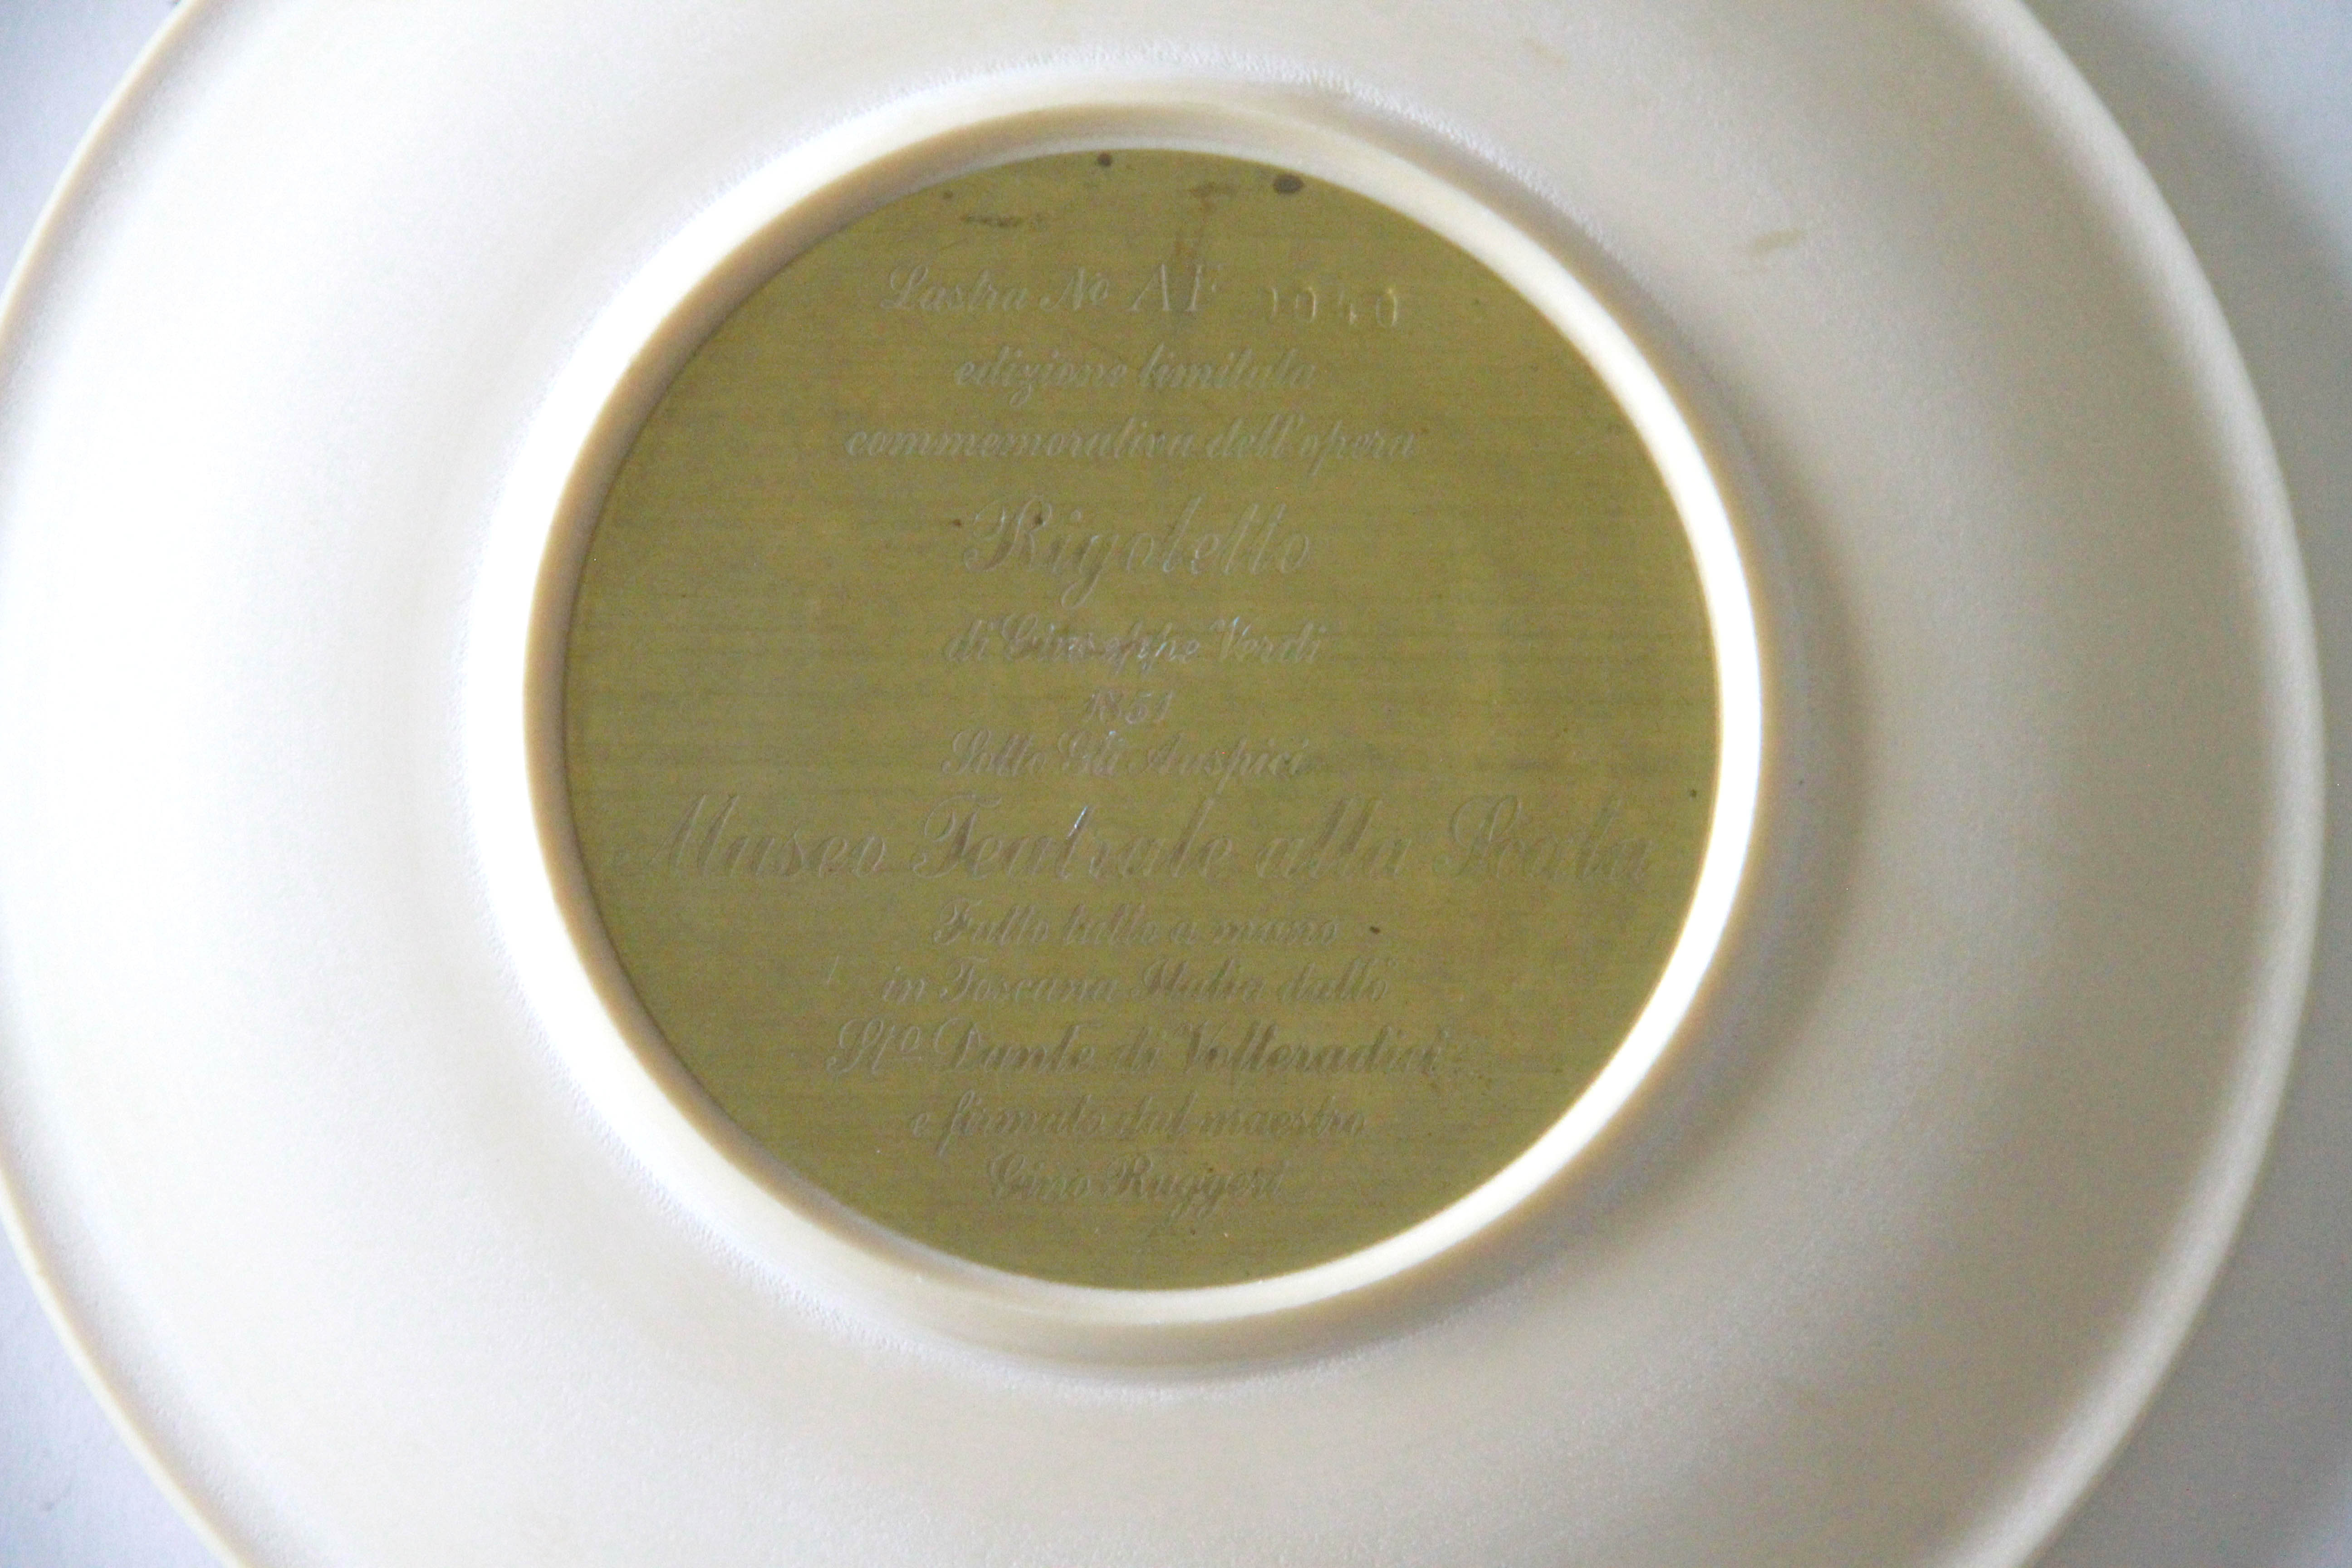 Lastra Nº AF 1040
edizione limitata
commemorativa dell'opera
Rigoletto
di Giuseppe Verdi
1851
Sotto Gli Auspici
Museo Teatrale alla Scala
Fatto tutto a mano
in Toscana Italia dallo
Stº Dante di Volteradici
e firmato dal maestro
Gino Ruggeri